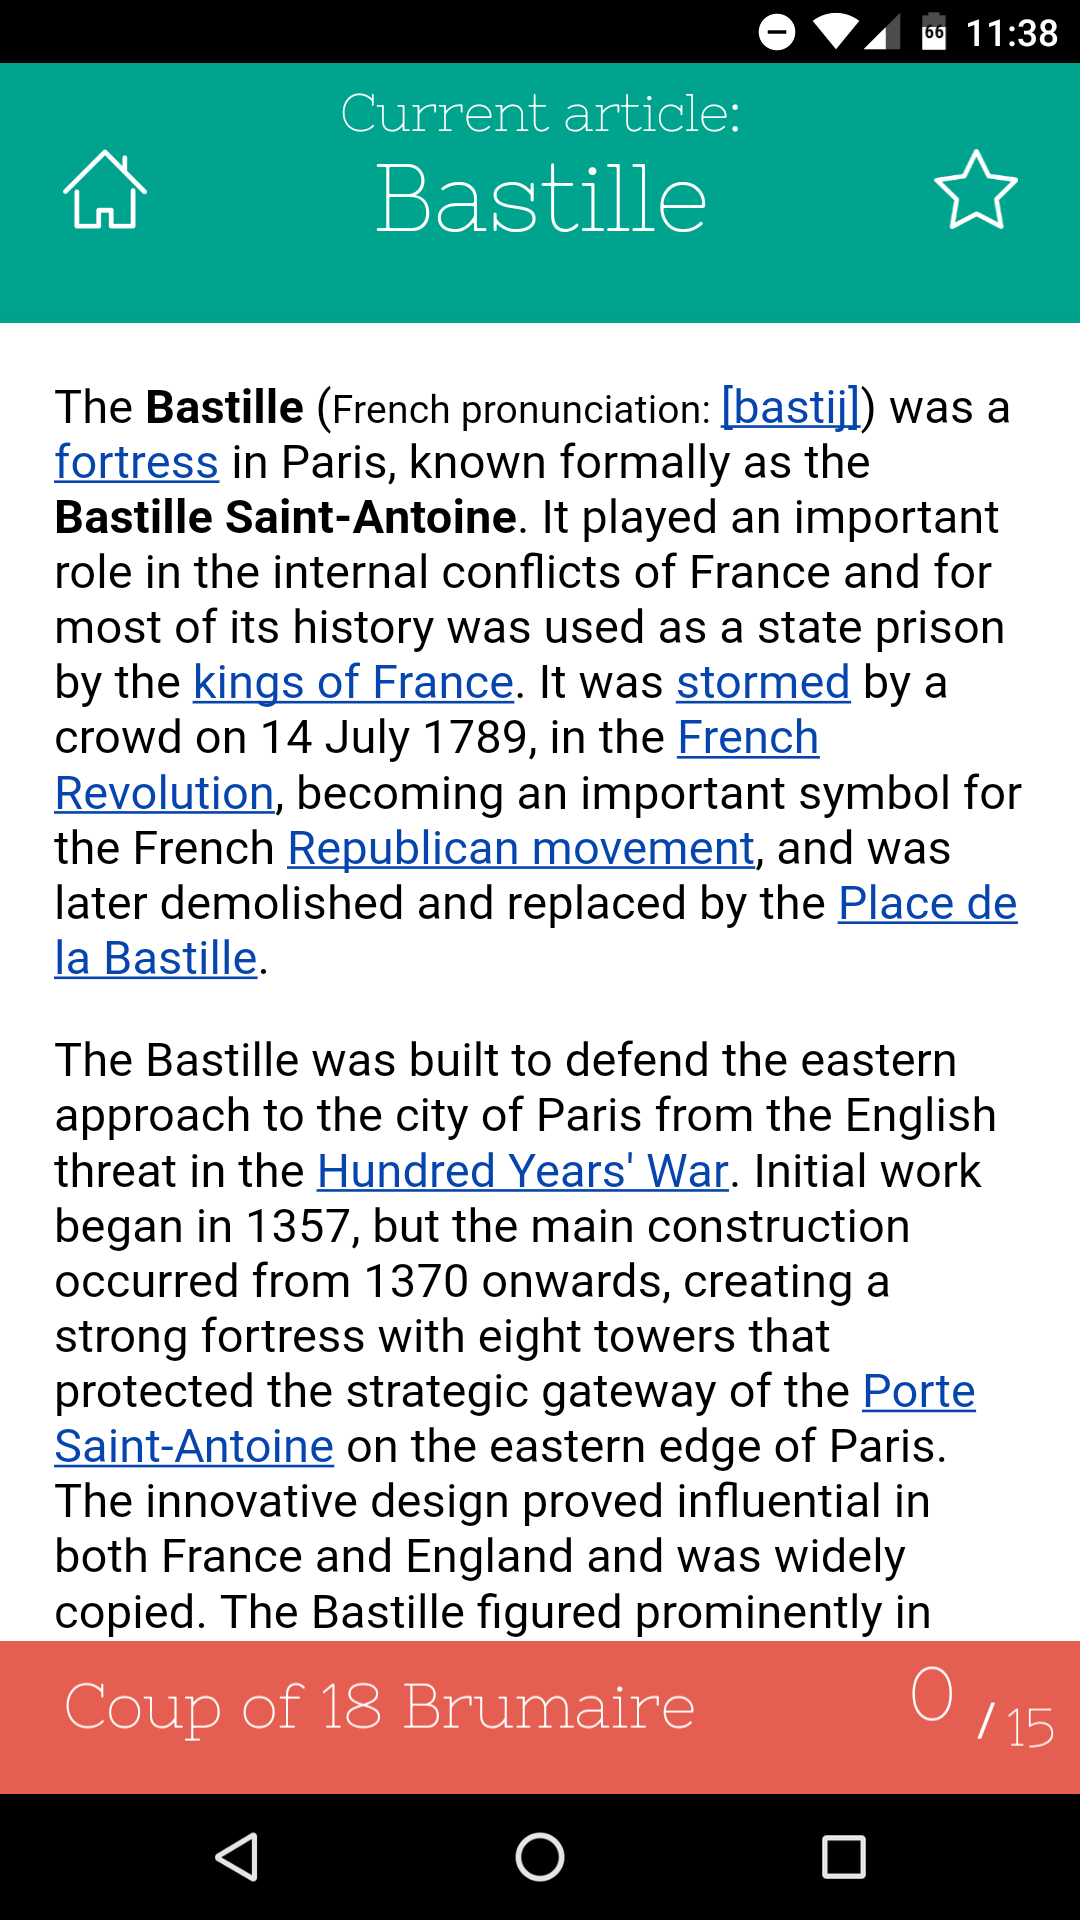 66 11:38
Current article:
Bastille
The Bastille (French pronunciation: [bastij]) was a
fortress in Paris, known formally as the
Bastille Saint-Antoine. It played an important
role in the internal conflicts of France and for
most of its history was used as a state prison
by the kings of France. It was stormed by a
crowd on 14 July 1789, in the French
Revolution, becoming an important symbol for
the French Republican movement, and was
later demolished and replaced by the Place de
la Bastille.
The Bastille was built to defend the eastern
approach to the city of Paris from the English
threat in the Hundred Years' War. Initial work
began in 1357, but the main construction
occurred from 1370 onwards, creating a
strong fortress with eight towers that
protected the strategic gateway of the Porte
Saint-Antoine on the eastern edge of Paris.
The innovative design proved influential in
both France and England and was widely
copied. The Bastille figured prominently in
Coup of 18 Brumaire 0 / 15